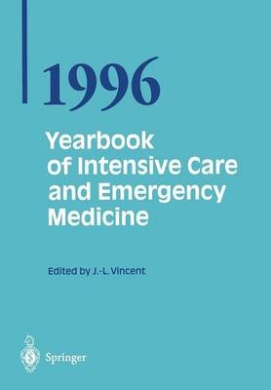 1996
Yearbook
of Intensive Care
and Emergency
Medicine
Edited by J.-L. Vincent
Springer